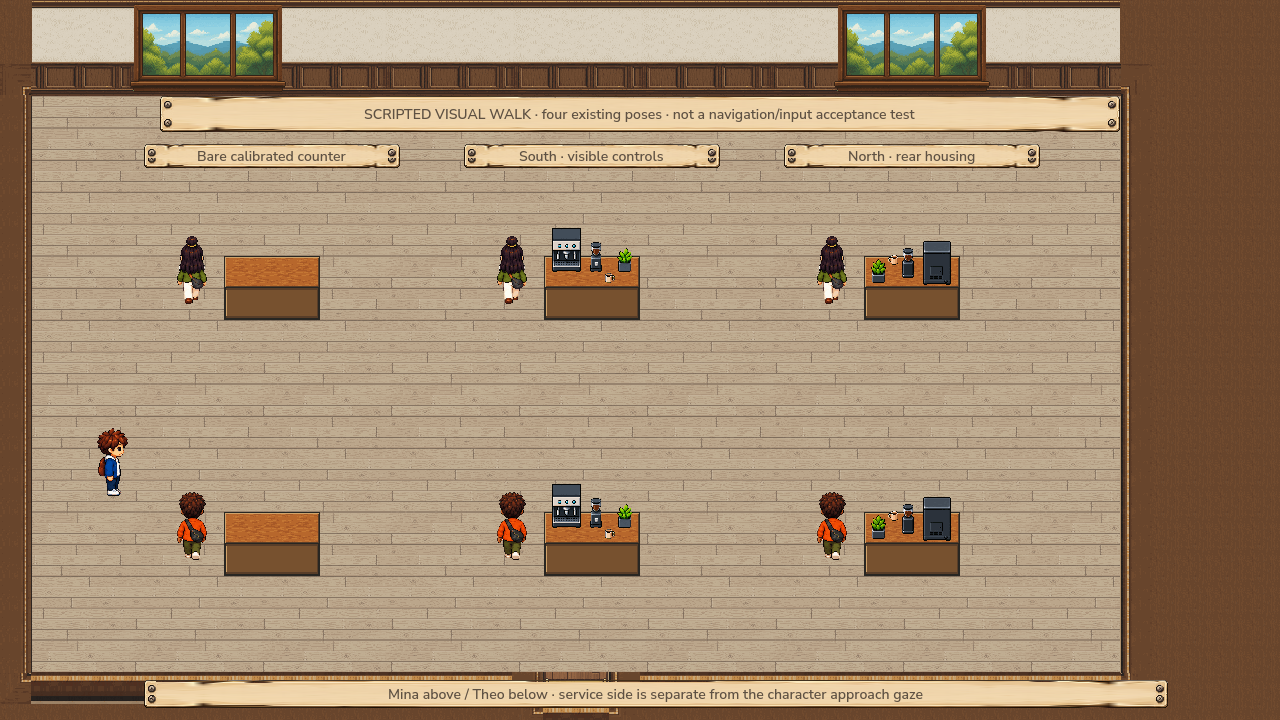 SCRIPTED VISUAL WALK · four existing poses · not a navigation/input acceptance test
Bare calibrated counter
South · visible controls
North · rear housing
Mina above / Theo below · service side is separate from the character approach gaze